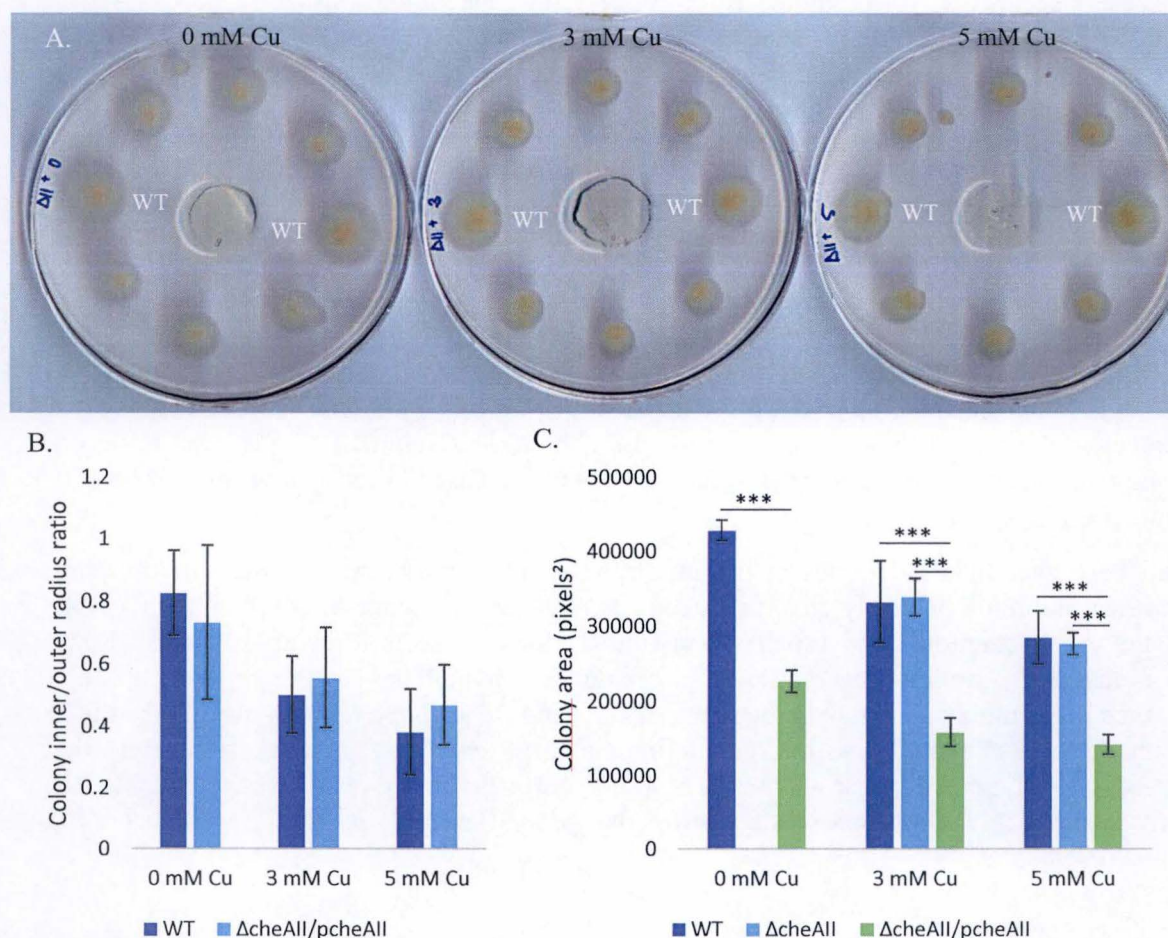 A.
0 mM Cu
3 mM Cu
5 mM Cu
WT
WT
WT
WT
WT
WT
ΔII + 0
ΔII + 3
ΔII + 5
B.
Colony inner/outer radius ratio
1.2
1
0.8
0.6
0.4
0.2
0
0 mM Cu
3 mM Cu
5 mM Cu
WT
ΔcheAII/pcheAII
C.
Colony area (pixels²)
500000
400000
300000
200000
100000
0
***
***
***
***
***
0 mM Cu
3 mM Cu
5 mM Cu
WT
ΔcheAII
ΔcheAII/pcheAII